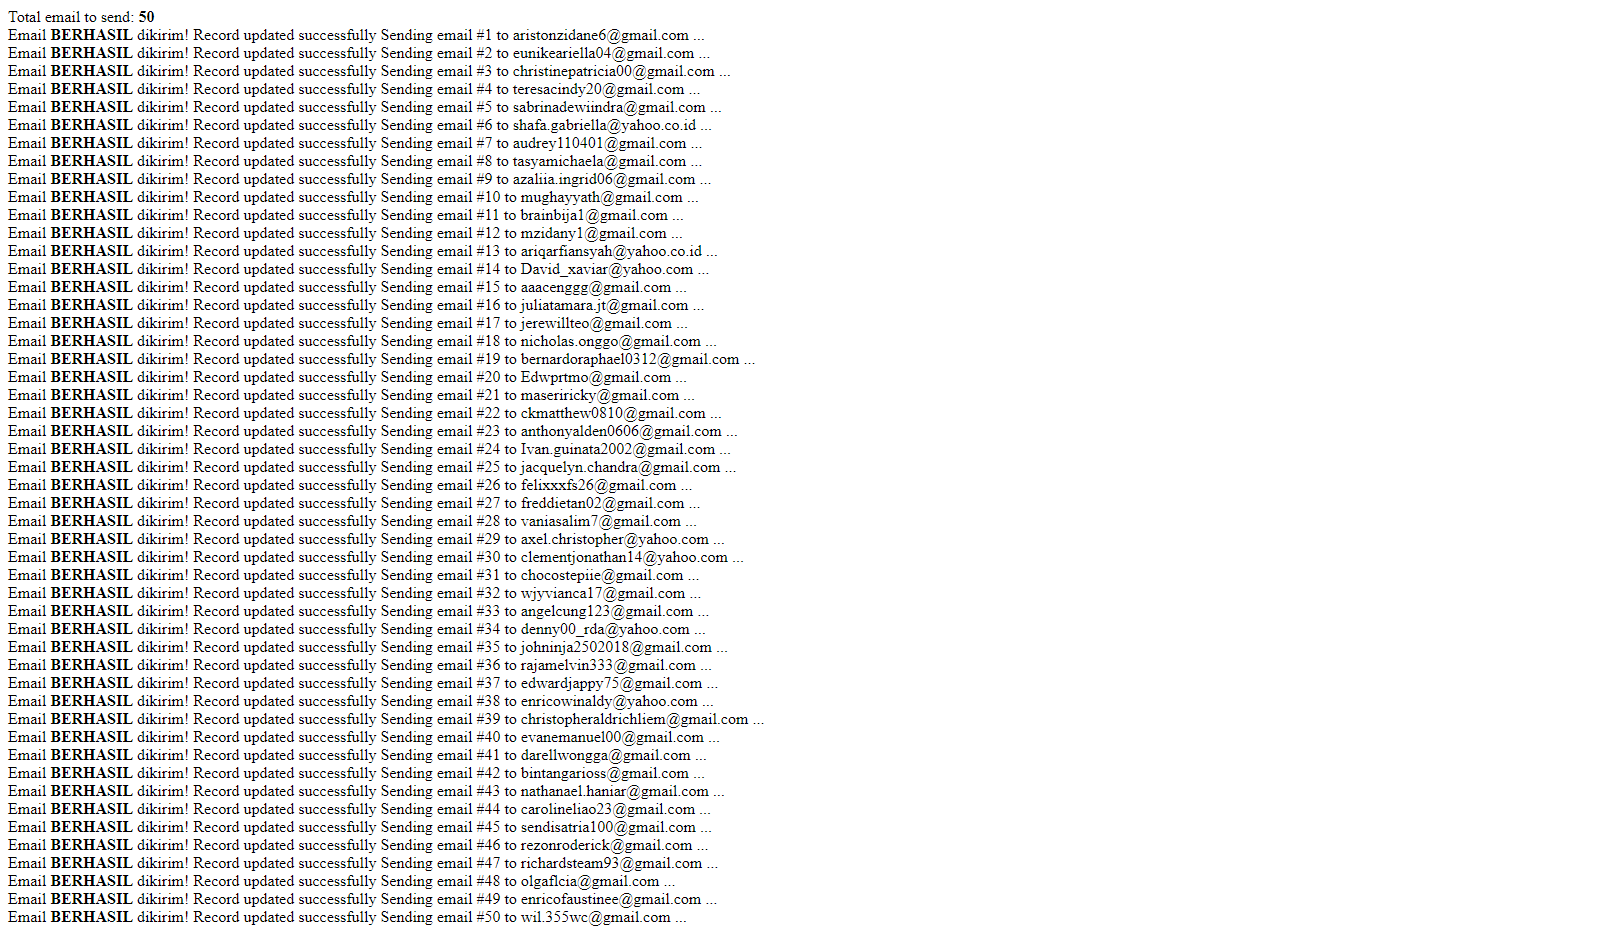 Total email to send: 50
Email BERHASIL dikirim! Record updated successfully Sending email #1 to aristonzidane6@gmail.com ...
Email BERHASIL dikirim! Record updated successfully Sending email #2 to eunikeariella04@gmail.com ...
Email BERHASIL dikirim! Record updated successfully Sending email #3 to christinepatricia00@gmail.com ...
Email BERHASIL dikirim! Record updated successfully Sending email #4 to teresacindy20@gmail.com ...
Email BERHASIL dikirim! Record updated successfully Sending email #5 to sabrinadewiindra@gmail.com ...
Email BERHASIL dikirim! Record updated successfully Sending email #6 to shafa.gabriella@yahoo.co.id ...
Email BERHASIL dikirim! Record updated successfully Sending email #7 to audrey110401@gmail.com ...
Email BERHASIL dikirim! Record updated successfully Sending email #8 to tasyamichaela@gmail.com ...
Email BERHASIL dikirim! Record updated successfully Sending email #9 to azaliia.ingrid06@gmail.com ...
Email BERHASIL dikirim! Record updated successfully Sending email #10 to mughayyath@gmail.com ...
Email BERHASIL dikirim! Record updated successfully Sending email #11 to brainbija1@gmail.com ...
Email BERHASIL dikirim! Record updated successfully Sending email #12 to mzidany1@gmail.com ...
Email BERHASIL dikirim! Record updated successfully Sending email #13 to ariqarfiansyah@yahoo.co.id ...
Email BERHASIL dikirim! Record updated successfully Sending email #14 to David_xaviar@yahoo.com ...
Email BERHASIL dikirim! Record updated successfully Sending email #15 to aaacenggg@gmail.com ...
Email BERHASIL dikirim! Record updated successfully Sending email #16 to juliatamara.jt@gmail.com ...
Email BERHASIL dikirim! Record updated successfully Sending email #17 to jerewillteo@gmail.com ...
Email BERHASIL dikirim! Record updated successfully Sending email #18 to nicholas.onggo@gmail.com ...
Email BERHASIL dikirim! Record updated successfully Sending email #19 to bernardoraphael0312@gmail.com ...
Email BERHASIL dikirim! Record updated successfully Sending email #20 to Edwprtmo@gmail.com ...
Email BERHASIL dikirim! Record updated successfully Sending email #21 to maseriricky@gmail.com ...
Email BERHASIL dikirim! Record updated successfully Sending email #22 to ckmatthew0810@gmail.com ...
Email BERHASIL dikirim! Record updated successfully Sending email #23 to anthonyalden0606@gmail.com ...
Email BERHASIL dikirim! Record updated successfully Sending email #24 to Ivan.guinata2002@gmail.com ...
Email BERHASIL dikirim! Record updated successfully Sending email #25 to jacquelyn.chandra@gmail.com ...
Email BERHASIL dikirim! Record updated successfully Sending email #26 to felixxxfs26@gmail.com ...
Email BERHASIL dikirim! Record updated successfully Sending email #27 to freddietan02@gmail.com ...
Email BERHASIL dikirim! Record updated successfully Sending email #28 to vaniasalim7@gmail.com ...
Email BERHASIL dikirim! Record updated successfully Sending email #29 to axel.christopher@yahoo.com ...
Email BERHASIL dikirim! Record updated successfully Sending email #30 to clementjonathan14@yahoo.com ...
Email BERHASIL dikirim! Record updated successfully Sending email #31 to chocostepiie@gmail.com ...
Email BERHASIL dikirim! Record updated successfully Sending email #32 to wjyvianca17@gmail.com ...
Email BERHASIL dikirim! Record updated successfully Sending email #33 to angelcung123@gmail.com ...
Email BERHASIL dikirim! Record updated successfully Sending email #34 to denny00_rda@yahoo.com ...
Email BERHASIL dikirim! Record updated successfully Sending email #35 to johninja2502018@gmail.com ...
Email BERHASIL dikirim! Record updated successfully Sending email #36 to rajamelvin333@gmail.com ...
Email BERHASIL dikirim! Record updated successfully Sending email #37 to edwardjappy75@gmail.com ...
Email BERHASIL dikirim! Record updated successfully Sending email #38 to enricowinaldy@yahoo.com ...
Email BERHASIL dikirim! Record updated successfully Sending email #39 to christopheraldrichliem@gmail.com ...
Email BERHASIL dikirim! Record updated successfully Sending email #40 to evanemanuel00@gmail.com ...
Email BERHASIL dikirim! Record updated successfully Sending email #41 to darellwongga@gmail.com ...
Email BERHASIL dikirim! Record updated successfully Sending email #42 to bintangarioss@gmail.com ...
Email BERHASIL dikirim! Record updated successfully Sending email #43 to nathanael.haniar@gmail.com ...
Email BERHASIL dikirim! Record updated successfully Sending email #44 to carolineliao23@gmail.com ...
Email BERHASIL dikirim! Record updated successfully Sending email #45 to sendisatria100@gmail.com ...
Email BERHASIL dikirim! Record updated successfully Sending email #46 to rezonroderick@gmail.com ...
Email BERHASIL dikirim! Record updated successfully Sending email #47 to richardsteam93@gmail.com ...
Email BERHASIL dikirim! Record updated successfully Sending email #48 to olgaflcia@gmail.com ...
Email BERHASIL dikirim! Record updated successfully Sending email #49 to enricofaustinee@gmail.com ...
Email BERHASIL dikirim! Record updated successfully Sending email #50 to wil.355wc@gmail.com ...